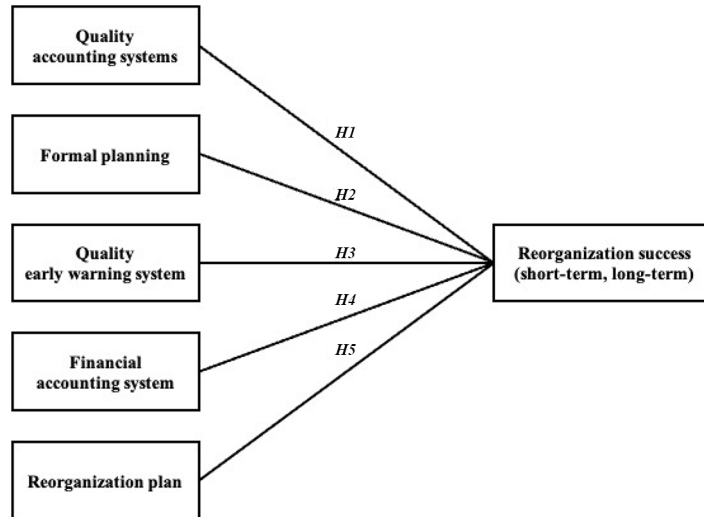 Quality
accounting systems
H1
Formal planning
H2
Quality
early warning system
H3
Reorganization success
(short-term, long-term)
H4
Financial
accounting system
H5
Reorganization plan